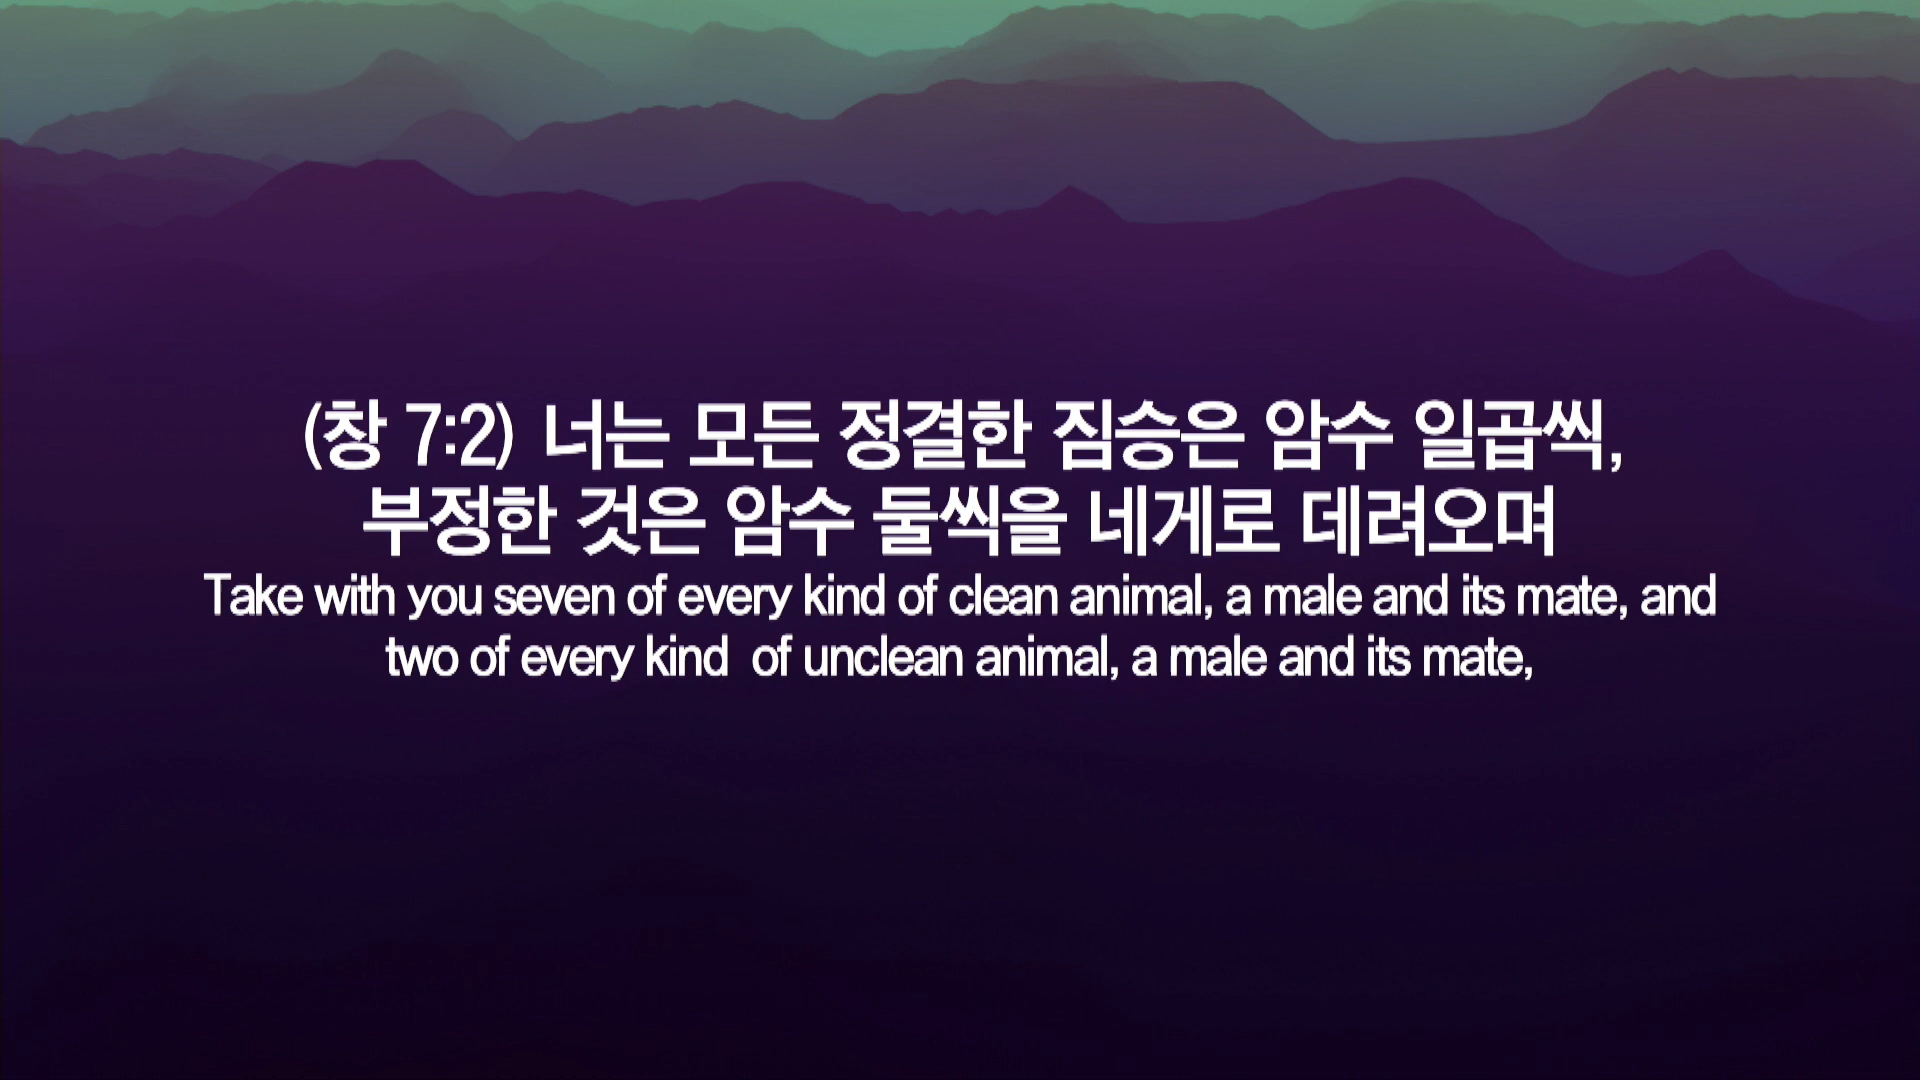 (창 7:2) 너는 모든 정결한 짐승은 암수 일곱씩,
부정한 것은 암수 둘씩을 네게로 데려오며
Take with you seven of every kind of clean animal, a male and its mate, and
two of every kind  of unclean animal, a male and its mate,